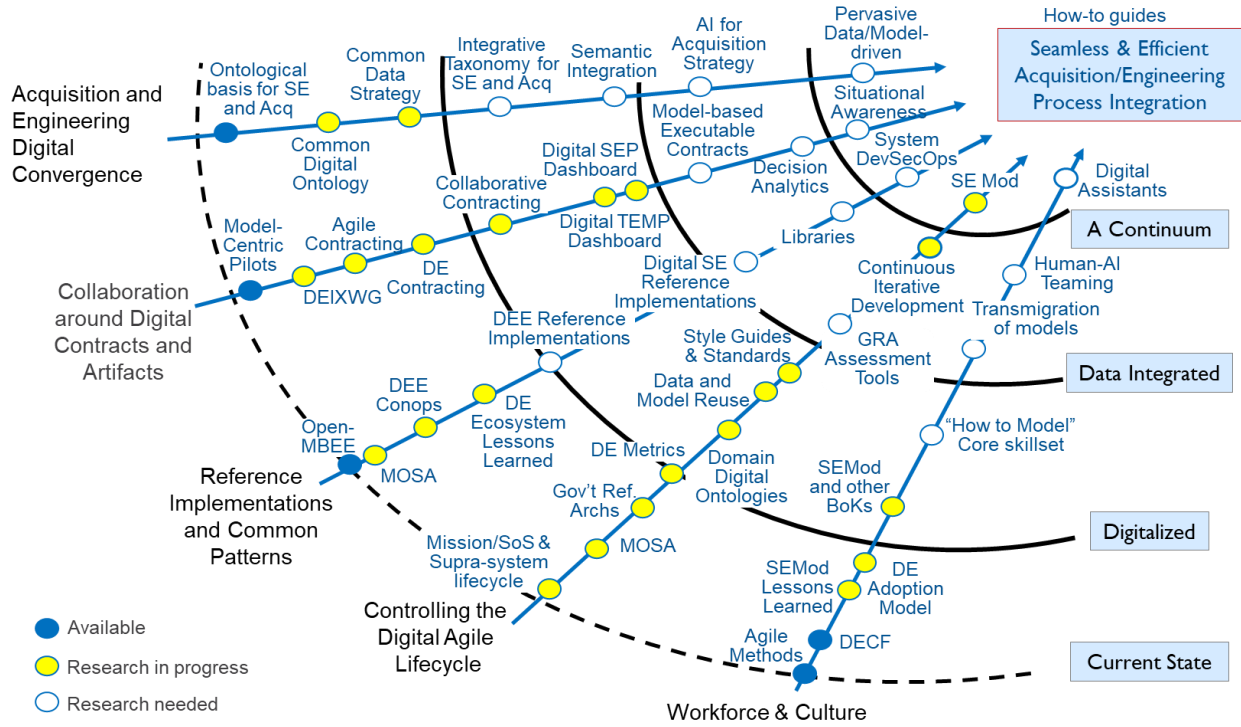 How-to guides
Seamless & Efficient
Acquisition/Engineering
Process Integration
Acquisition and
Engineering
Digital
Convergence
Ontological
basis for SE
and Acq
Common
Digital
Ontology
Common
Data
Strategy
Integrative
Taxonomy for
SE and Acq
Semantic
Integration
AI for
Acquisition
Strategy
Pervasive
Data/Model-
driven
Collaboration
around Digital
Contracts and
Artifacts
Model-
Centric
Pilots
DEIXWG
Agile
Contracting
DE
Contracting
Collaborative
Contracting
Digital SEP
Dashboard
Digital TEMP
Dashboard
Model-based
Executable
Contracts
Decision
Analytics
Situational
Awareness
Reference
Implementations
and Common
Patterns
Open-
MBEE
MOSA
DEE
Conops
DE
Ecosystem
Lessons
Learned
DEE Reference
Implementations
Digital SE
Reference
Implementations
Libraries
System
DevSecOps
Controlling the
Digital Agile
Lifecycle
Mission/SoS &
Supra-system
lifecycle
MOSA
Gov't Ref.
Archs
DE Metrics
Domain
Digital
Ontologies
Data and
Model Reuse
Style Guides
& Standards
GRA
Assessment
Tools
Continuous
Iterative
Development
SE Mod
Workforce & Culture
Agile
Methods
DECF
SEMod
Lessons
Learned
DE
Adoption
Model
SEMod
and other
BoKs
“How to Model”
Core skillset
Transmigration
of models
Human-AI
Teaming
Digital
Assistants
A Continuum
Data Integrated
Digitalized
Current State
Available
Research in progress
Research needed